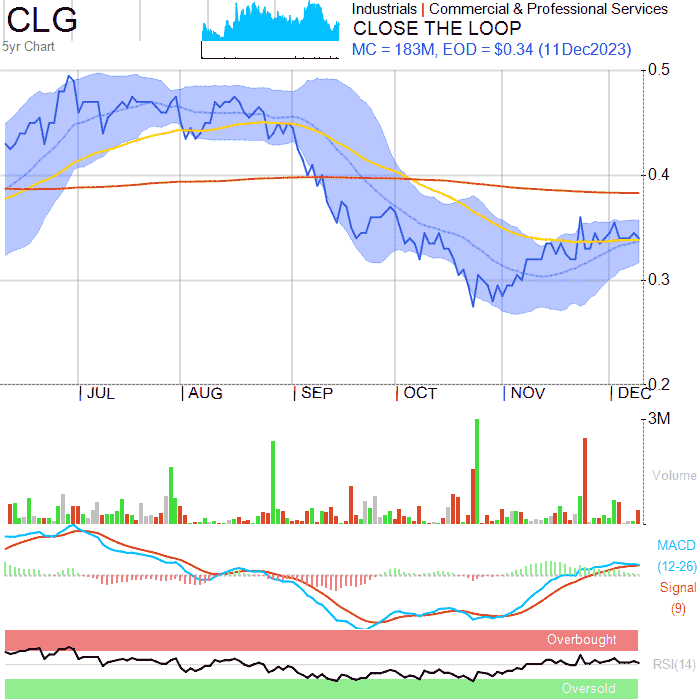 CLG
5yr Chart
Industrials | Commercial & Professional Services
CLOSE THE LOOP
MC = 183M, EOD = $0.34 (11Dec2023)
0.5
0.4
0.3
0.2
JUL AUG SEP OCT NOV DEC
3M
Volume
MACD
(12-26)
Signal
(9)
Overbought
RSI(14)
Oversold